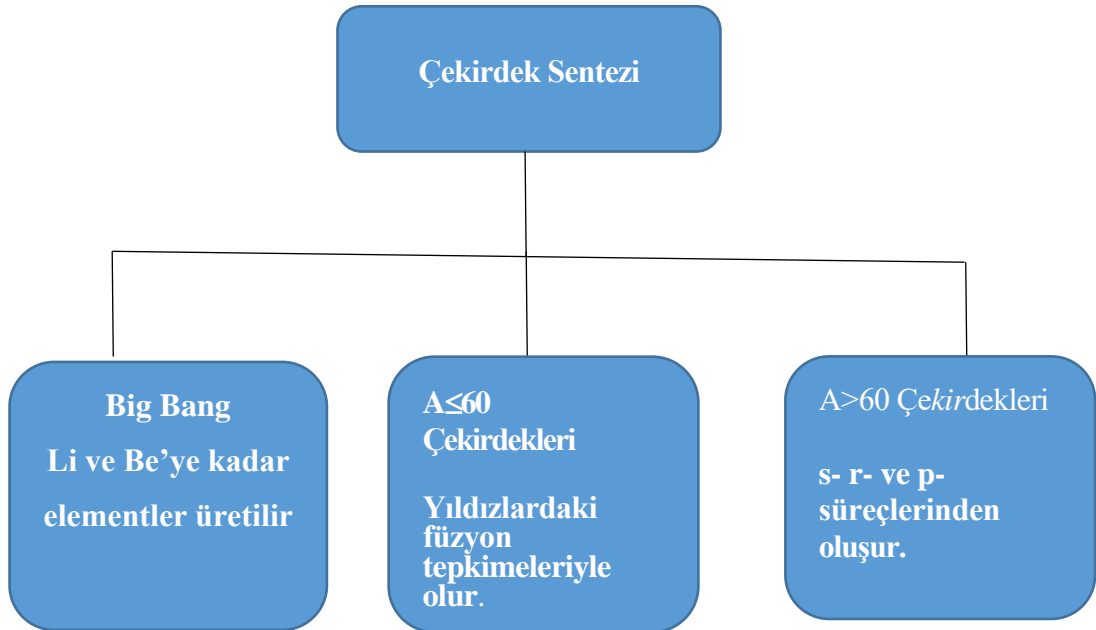 Çekirdek Sentezi
Big Bang
Li ve Be’ye kadar
elementler üretilir
A≤60
Çekirdekleri
Yıldızlardaki
füzyon
tepkimeleriyle
olur.
A>60 Çekirdekleri
s- r- ve p-
süreçlerinden
oluşur.